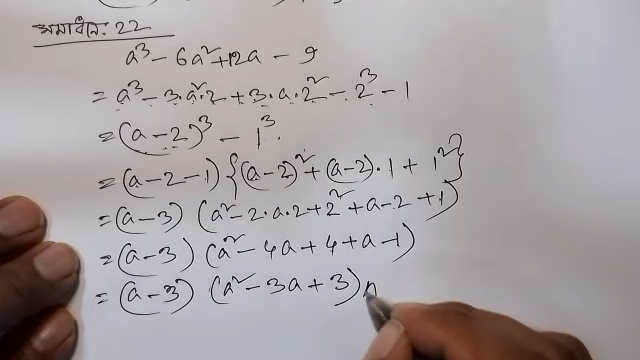 সমাধান: 22
a³ - 6a² + 12a - 9
= a³ - 3·a²·2 + 3·a·2² - 2³ - 1
= (a-2)³ - 1³.
= (a-2-1) {(a-2)² + (a-2)·1 + 1²}
= (a-3) (a² - 2·a·2 + 2² + a - 2 + 1)
= (a-3) (a² - 4a + 4 + a - 1)
= (a-3) (a² - 3a + 3)